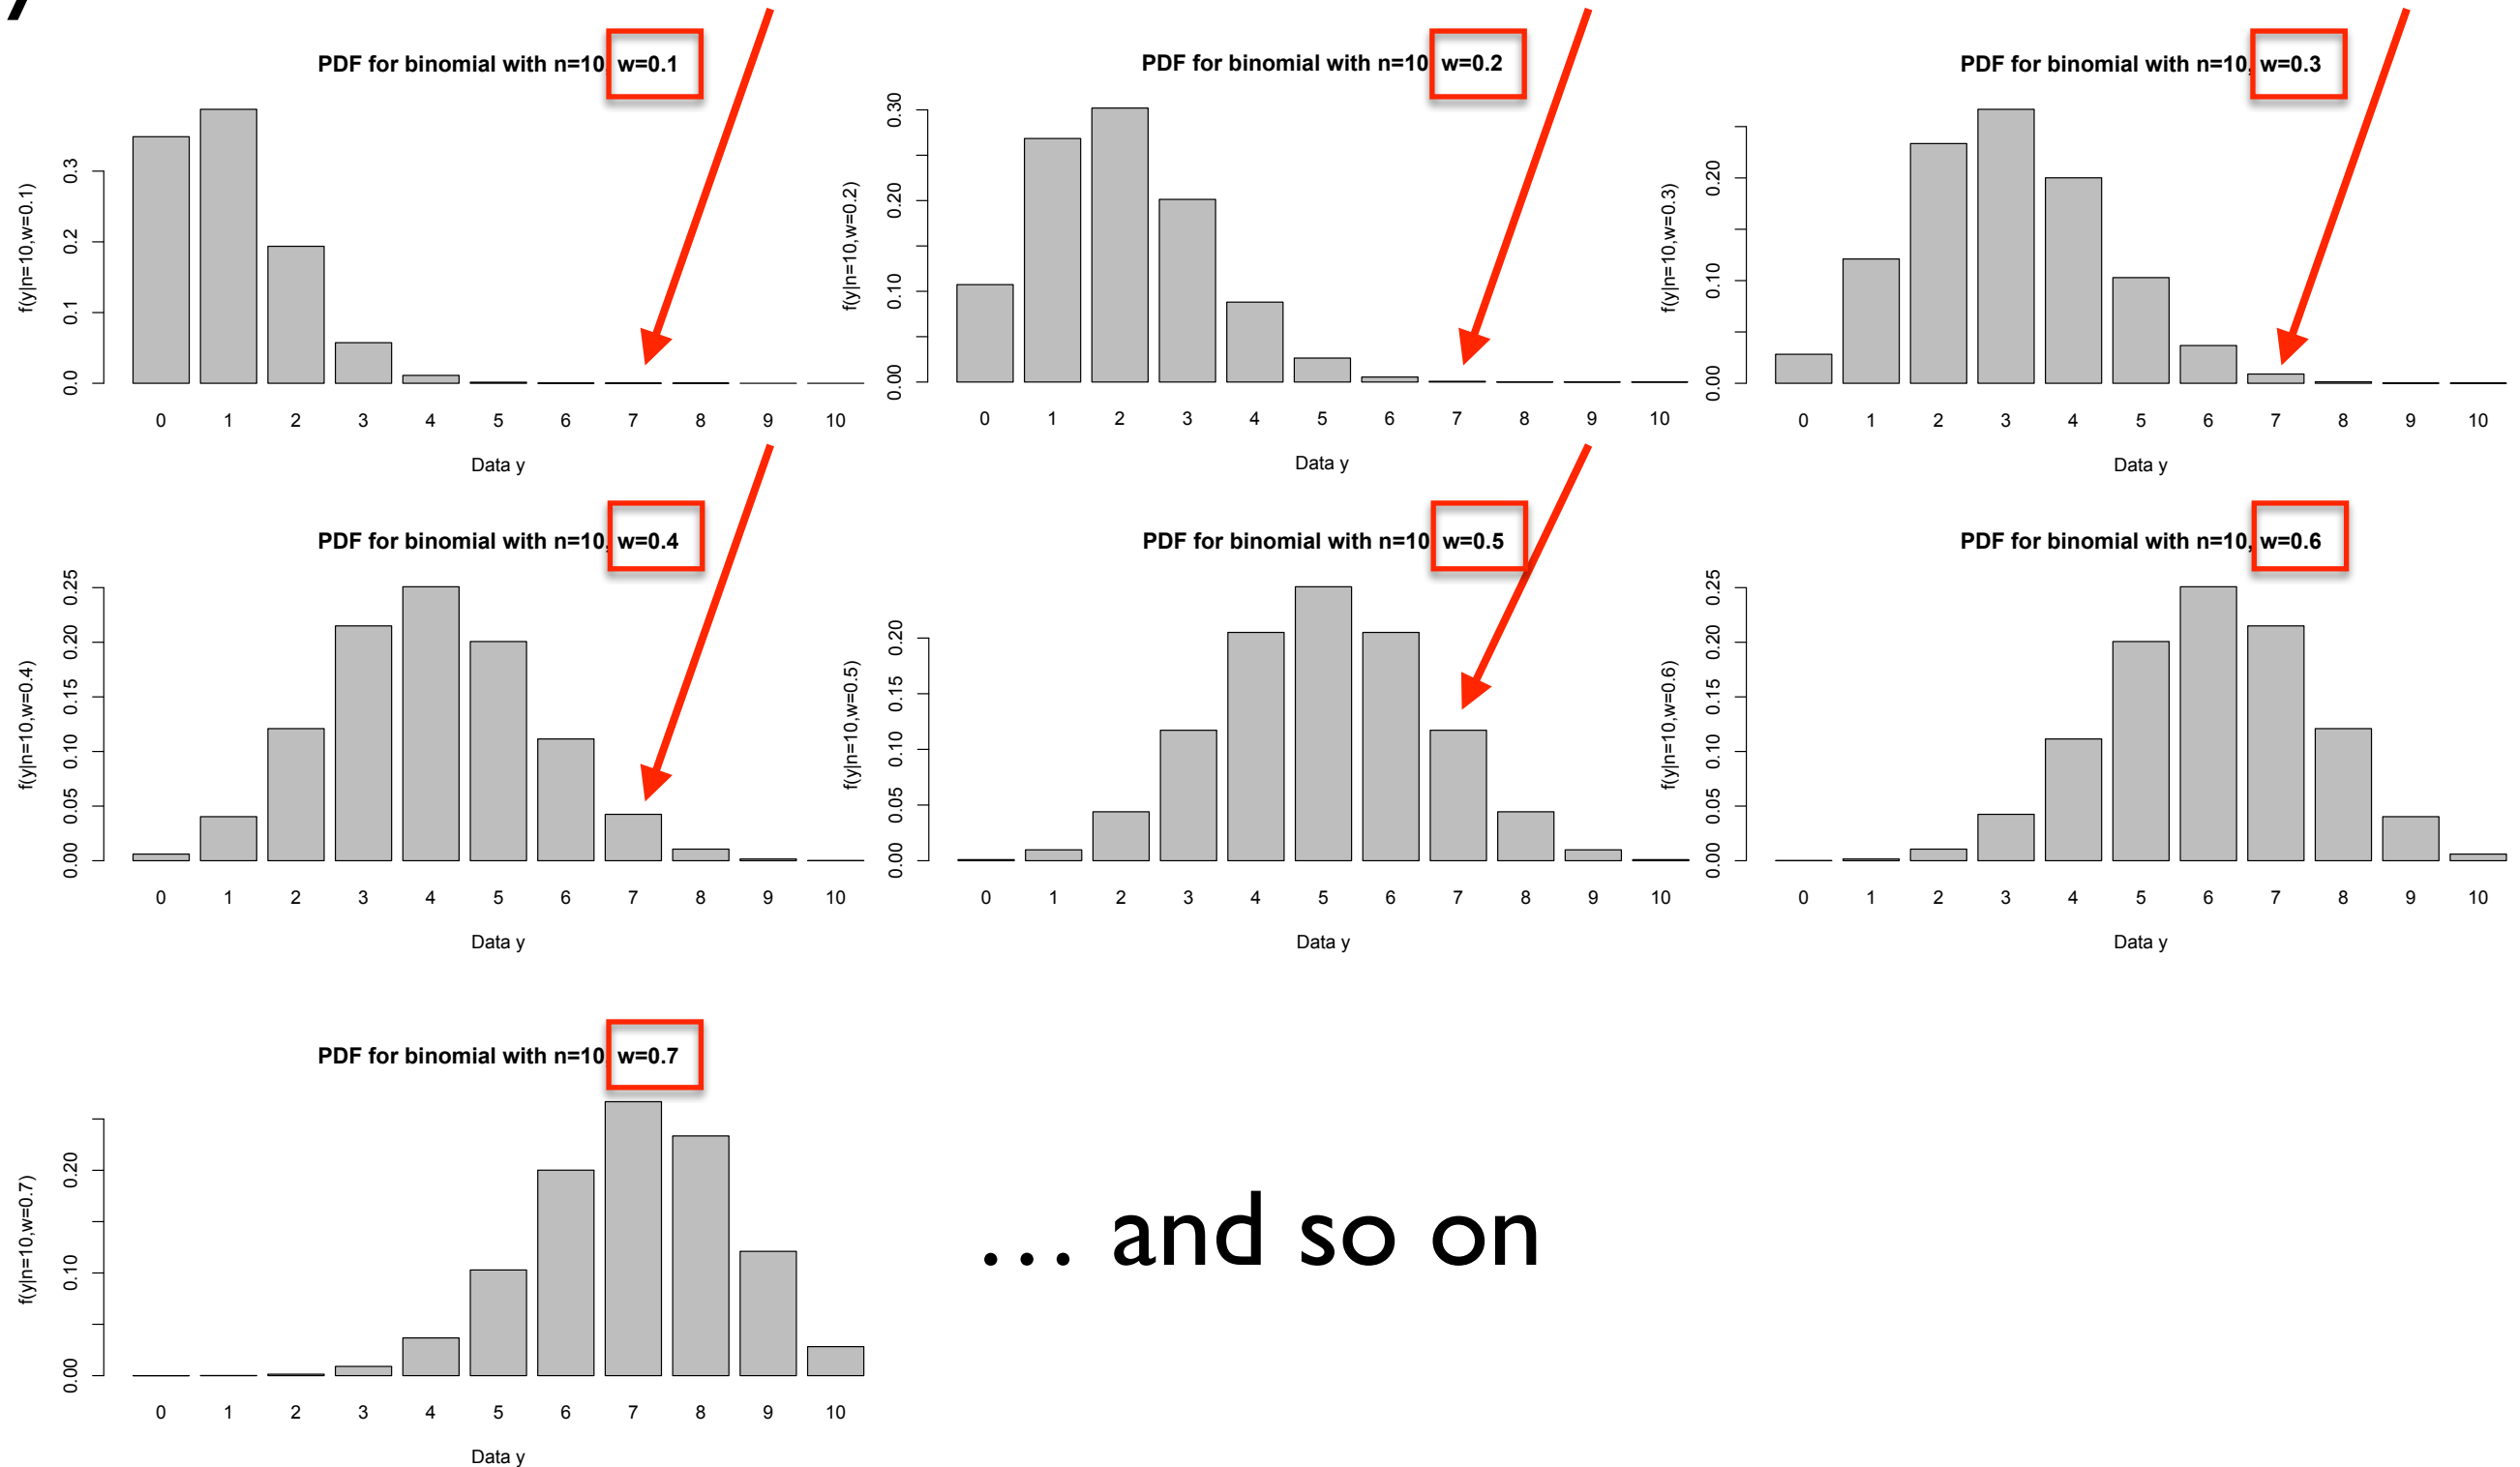 PDF for binomial with n=10, w=0.1
f(y|n=10,w=0.1)
0.0 0.1 0.2 0.3
0 1 2 3 4 5 6 7 8 9 10
Data y
PDF for binomial with n=10 w=0.2
f(y|n=10,w=0.2)
0.00 0.10 0.20 0.30
0 1 2 3 4 5 6 7 8 9 10
Data y
PDF for binomial with n=10, w=0.3
f(y|n=10,w=0.3)
0.00 0.10 0.20
0 1 2 3 4 5 6 7 8 9 10
Data y
PDF for binomial with n=10, w=0.4
f(y|n=10,w=0.4)
0.00 0.05 0.10 0.15 0.20 0.25
0 1 2 3 4 5 6 7 8 9 10
Data y
PDF for binomial with n=10 w=0.5
f(y|n=10,w=0.5)
0.00 0.05 0.10 0.15 0.20
0 1 2 3 4 5 6 7 8 9 10
Data y
PDF for binomial with n=10, w=0.6
f(y|n=10,w=0.6)
0.00 0.05 0.10 0.15 0.20 0.25
0 1 2 3 4 5 6 7 8 9 10
Data y
PDF for binomial with n=10, w=0.7
f(y|n=10,w=0.7)
0.00 0.10 0.20
0 1 2 3 4 5 6 7 8 9 10
Data y
... and so on